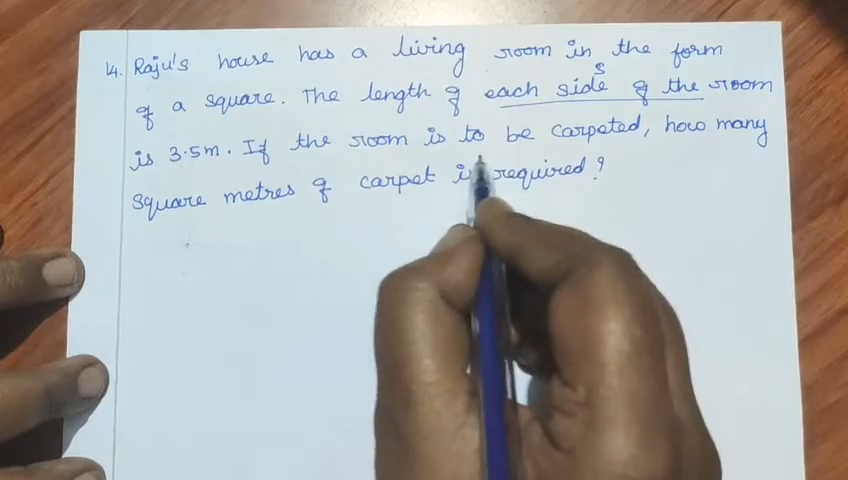 14. Raju's house has a living room in the form
of a square. The length of each side of the room
s
is 3.5m. If the room is to be carpeted, how many
square metres of carpet is required?